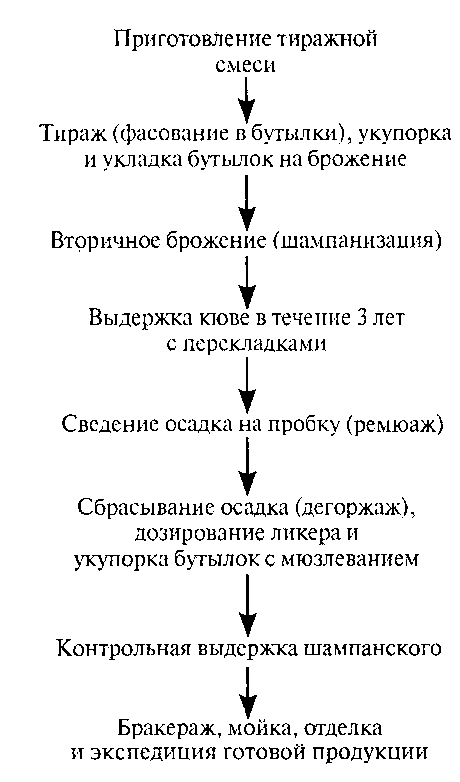 Приготовление тиражной
смеси
Тираж (фасование в бутылки), укупорка
и укладка бутылок на брожение
Вторичное брожение (шампанизация)
Выдержка кюве в течение 3 лет
с перекладками
Сведение осадка на пробку (ремюаж)
Сбрасывание осадка (дегоржаж),
дозирование ликера и
укупорка бутылок с мюзлеванием
Контрольная выдержка шампанского
Бракераж, мойка, отделка
и экспедиция готовой продукции